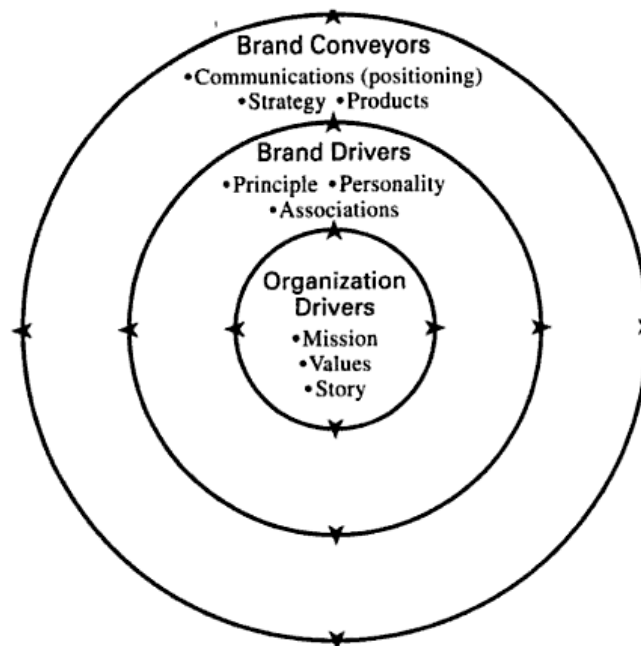 Brand Conveyors
•Communications (positioning)
•Strategy •Products
Brand Drivers
•Principle •Personality
•Associations
Organization
Drivers
•Mission
•Values
•Story